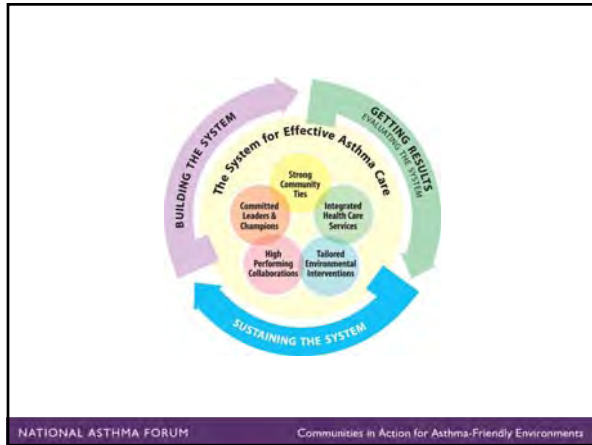 BUILDING THE SYSTEM
GETTING RESULTS
EVALUATING THE SYSTEM
The System for Effective Asthma Care
Strong
Community
Ties
Committed
Leaders &
Champions
Integrated
Health Care
Services
High
Performing
Collaborations
Tailored
Environmental
Interventions
SUSTAINING THE SYSTEM
NATIONAL ASTHMA FORUM
Communities in Action for Asthma-Friendly Environments